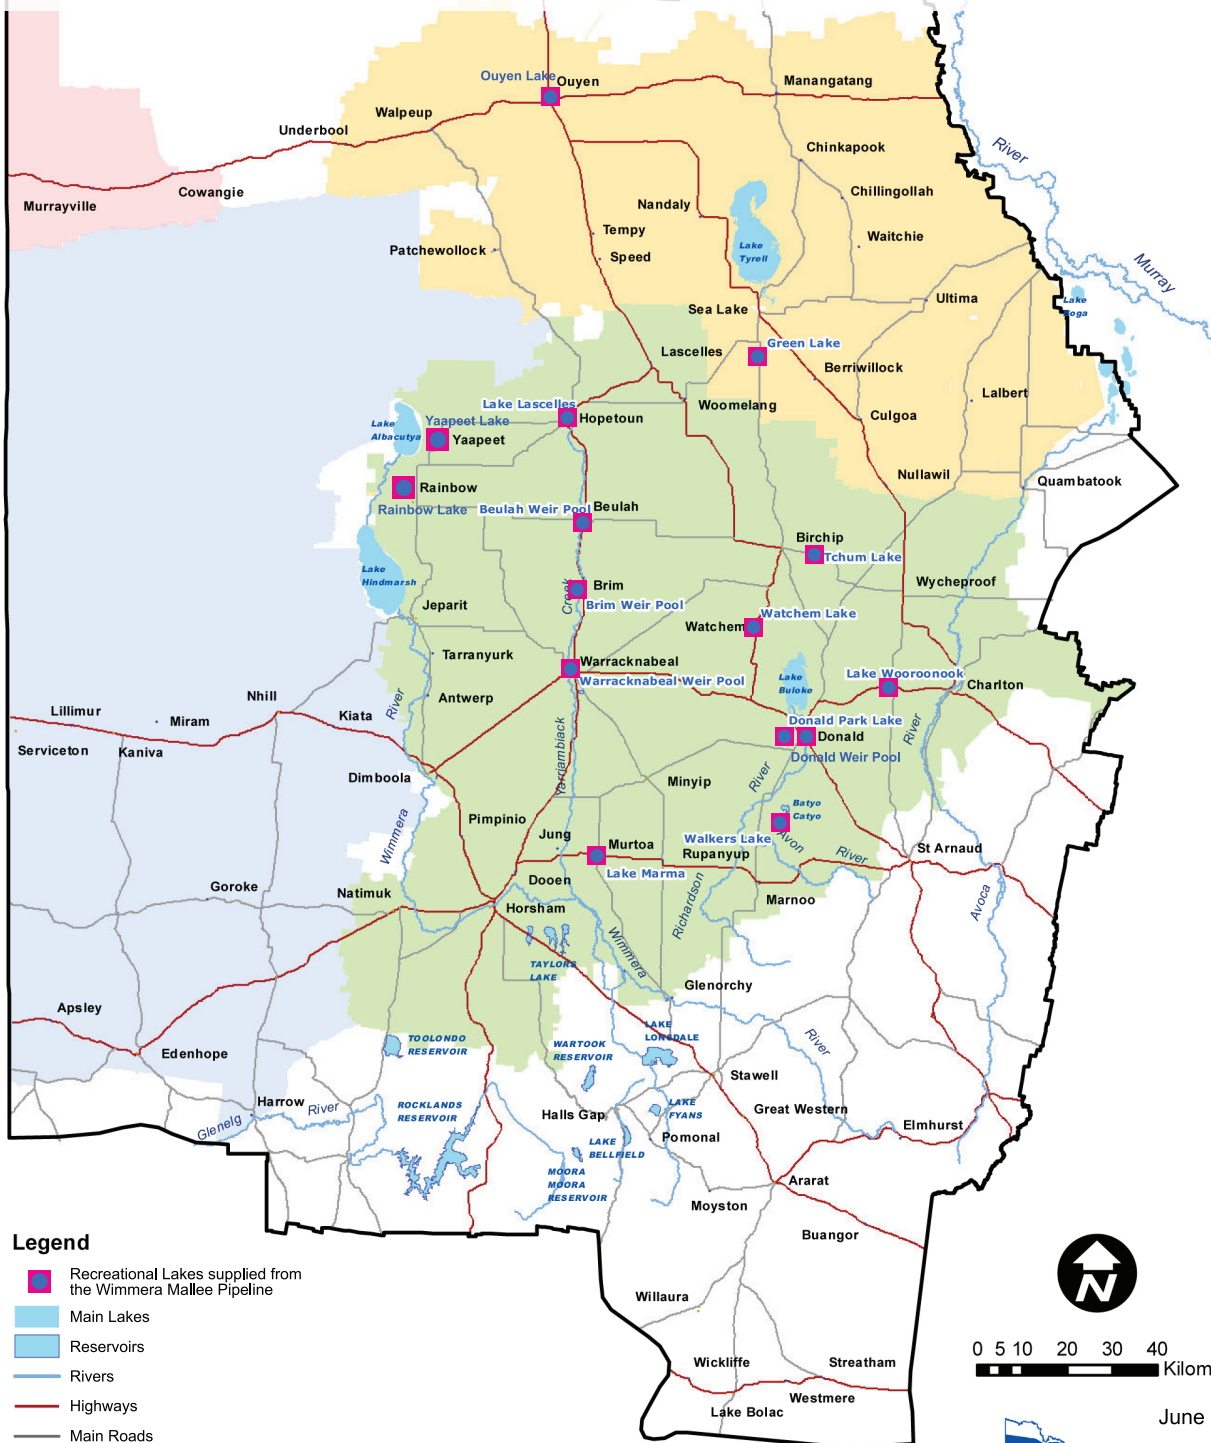 Ouyen Lake
Ouyen
Manangatang
Walpeup
Underbool
Chinkapook
River
Cowangie
Murrayville
Chillingollah
Nandaly
Tempy
Waitchie
Patchewollock
Speed
Lake
Tyrell
Murray
Ultima
Lake
Sea Lake
Green Lake
Lascelles
Berriwillock
Lalbert
Lake Lascelles
Woomelang
Hopetoun
Culgoa
Lake
Albacutya
Yaapeet Lake
Yaapeet
Nullawil
Quambatook
Rainbow
Rainbow Lake
Beulah Weir Pool
Beulah
Birchip
Tchum Lake
Lake
Hindmarsh
Wycheproof
Creek
Brim
Brim Weir Pool
Jeparit
Watchem Lake
Watchem
Tarranyurk
Warracknabeal
Warracknabeal Weir Pool
Lake
Buloke
Lake Wooroonook
Charlton
Nhill
Antwerp
River
Lillimur
Miram
Kiata
Donald Park Lake
Donald
Donald Weir Pool
River
Serviceton
Kaniva
Yarriambiack
Dimboola
Minyip
River
Batyo
Catyo
Pimpinio
Wimmera
Jung
Murtoa
Walkers Lake
Avon
River
St Arnaud
Rupanyup
Lake Marma
Goroke
Natimuk
Dooen
Horsham
Marnoo
Richardson
Avoca
Wimmera
TAYLORS
LAKE
Glenorchy
Apsley
Edenhope
TOOLONDO
RESERVOIR
WARTOOK
RESERVOIR
LAKE
LONSDALE
River
Stawell
Harrow
River
Glenelg
ROCKLANDS
RESERVOIR
Halls Gap
LAKE
FYANS
Great Western
Elmhurst
Pomonal
LAKE
BELLFIELD
MOORA
MOORA
RESERVOIR
Ararat
Moyston
Buangor
Willaura
Wickliffe
Streatham
Westmere
Lake Bolac
Legend
Recreational Lakes supplied from
the Wimmera Mallee Pipeline
Main Lakes
Reservoirs
Rivers
Highways
Main Roads
N
0 5 10 20 30 40
Kilom
June